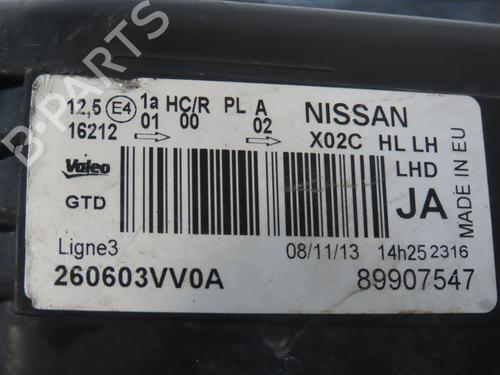 12,5 E4 1a HC/R PL A NISSAN
16212 01 00 02 X02C HL LH
Valeo LHD
GTD JA
MADE IN EU
Ligne3 08/11/13 14h25 2316
260603VV0A 89907547